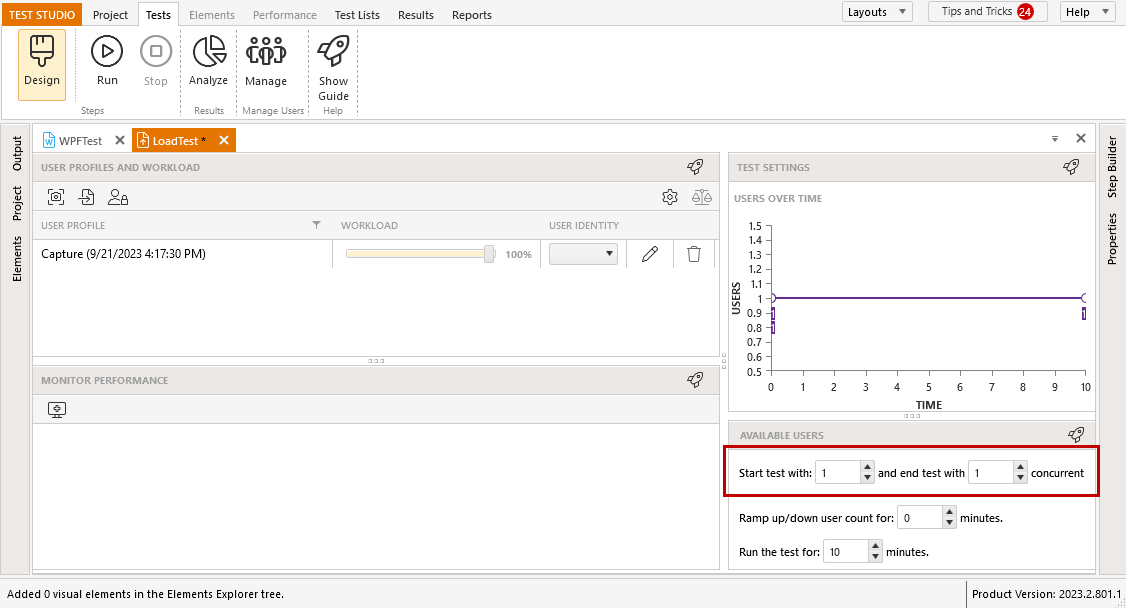 TEST STUDIO Project Tests Elements Performance Test Lists Results Reports Layouts Tips and Tricks 24 Help
Design Run Stop Analyze Manage Show Guide
Steps Results Manage Users Help
Output
Project
Elements
WPFTest LoadTest *
USER PROFILES AND WORKLOAD
USER PROFILE WORKLOAD USER IDENTITY
Capture (9/21/2023 4:17:30 PM) 100%
MONITOR PERFORMANCE
TEST SETTINGS
USERS OVER TIME
USERS
1.5
1.4
1.3
1.2
1.1
1
0.9
0.8
0.7
0.6
0.5
1
1
1
0 1 2 3 4 5 6 7 8 9 10
TIME
AVAILABLE USERS
Start test with: 1 and end test with 1 concurrent
Ramp up/down user count for: 0 minutes.
Run the test for: 10 minutes.
Step Builder
Properties
Added 0 visual elements in the Elements Explorer tree.
Product Version: 2023.2.801.1